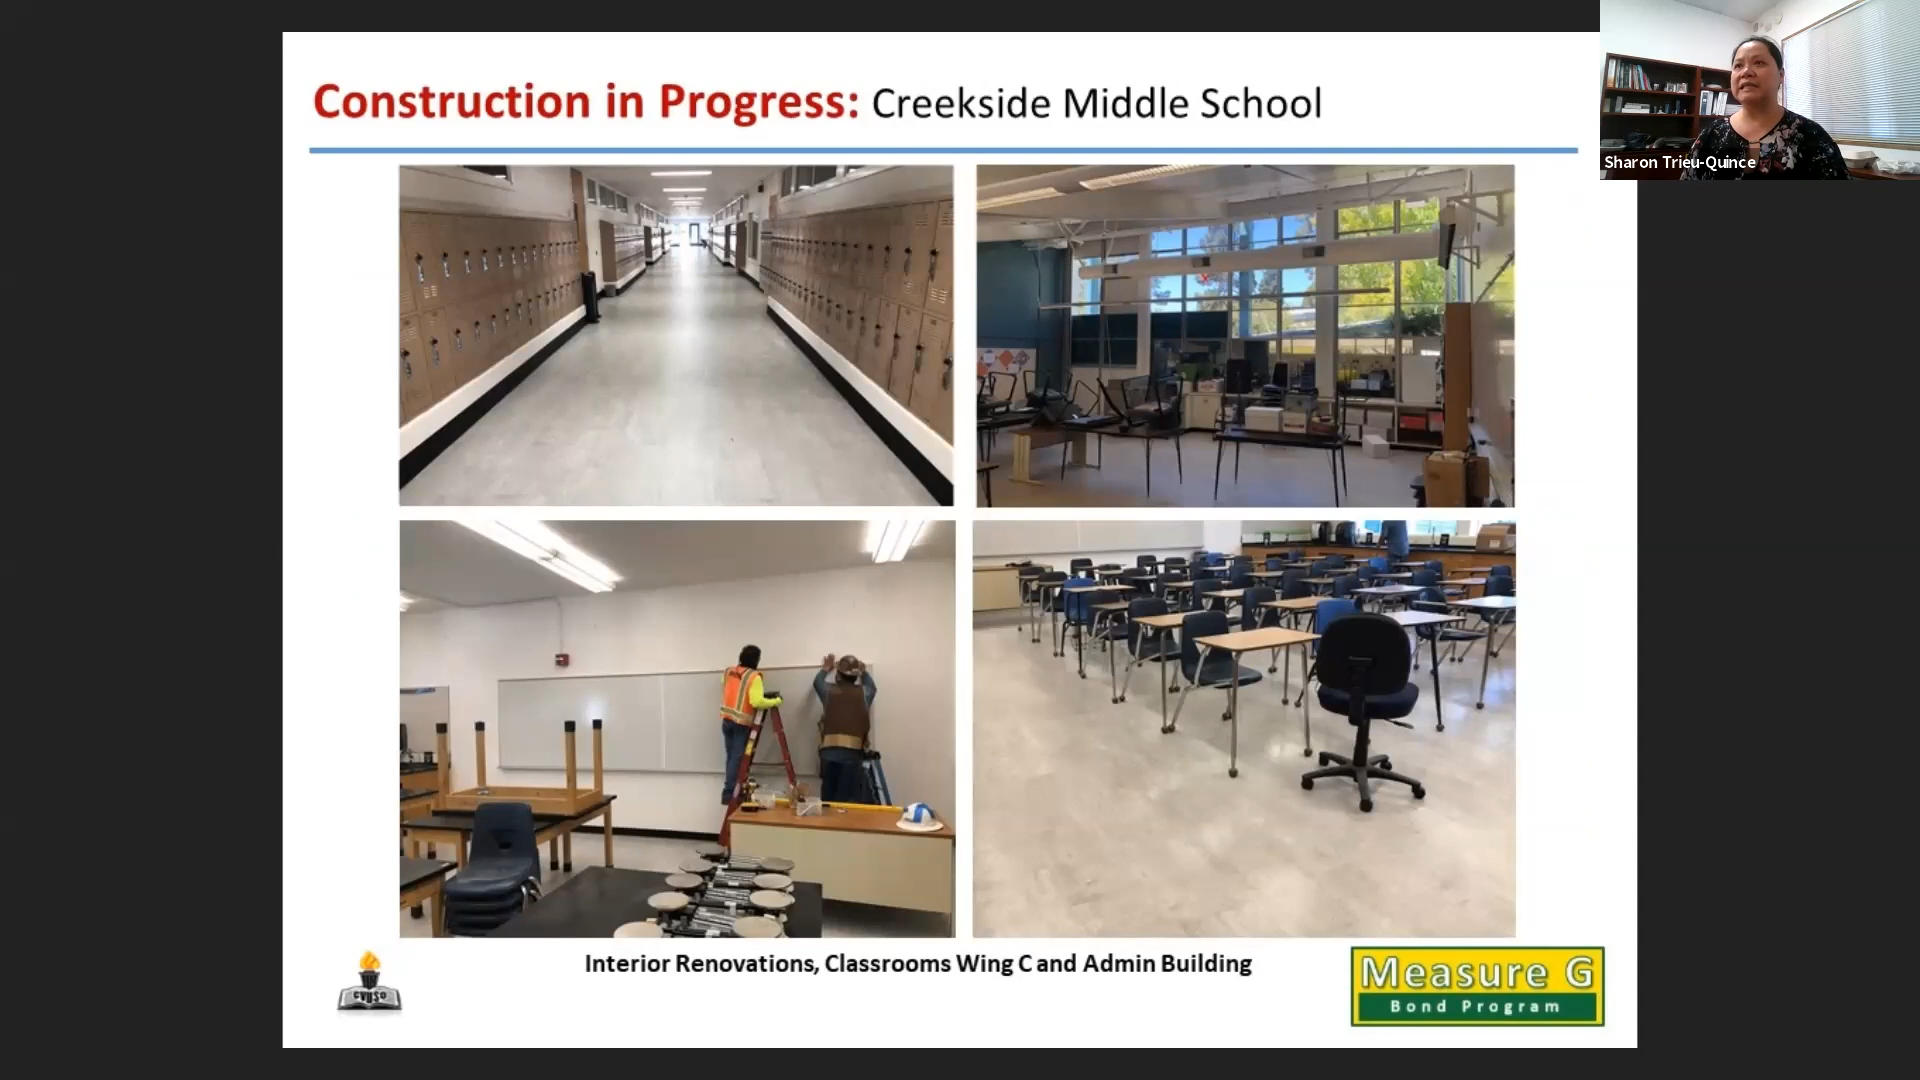 Construction in Progress: Creekside Middle School
Sharon Trieu-Quince
Interior Renovations, Classrooms Wing C and Admin Building
CVUSD
Measure G
Bond Program